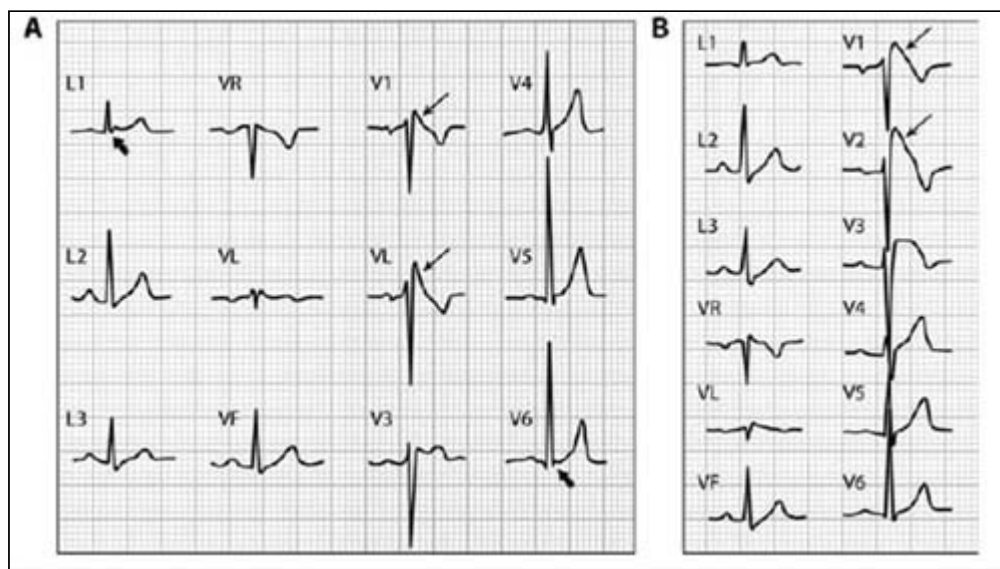 A
B
L1 VR V1 V4
L2 VL VL V5
L3 VF V3 V6
L1 V1
L2 V2
L3 V3
VR V4
VL V5
VF V6